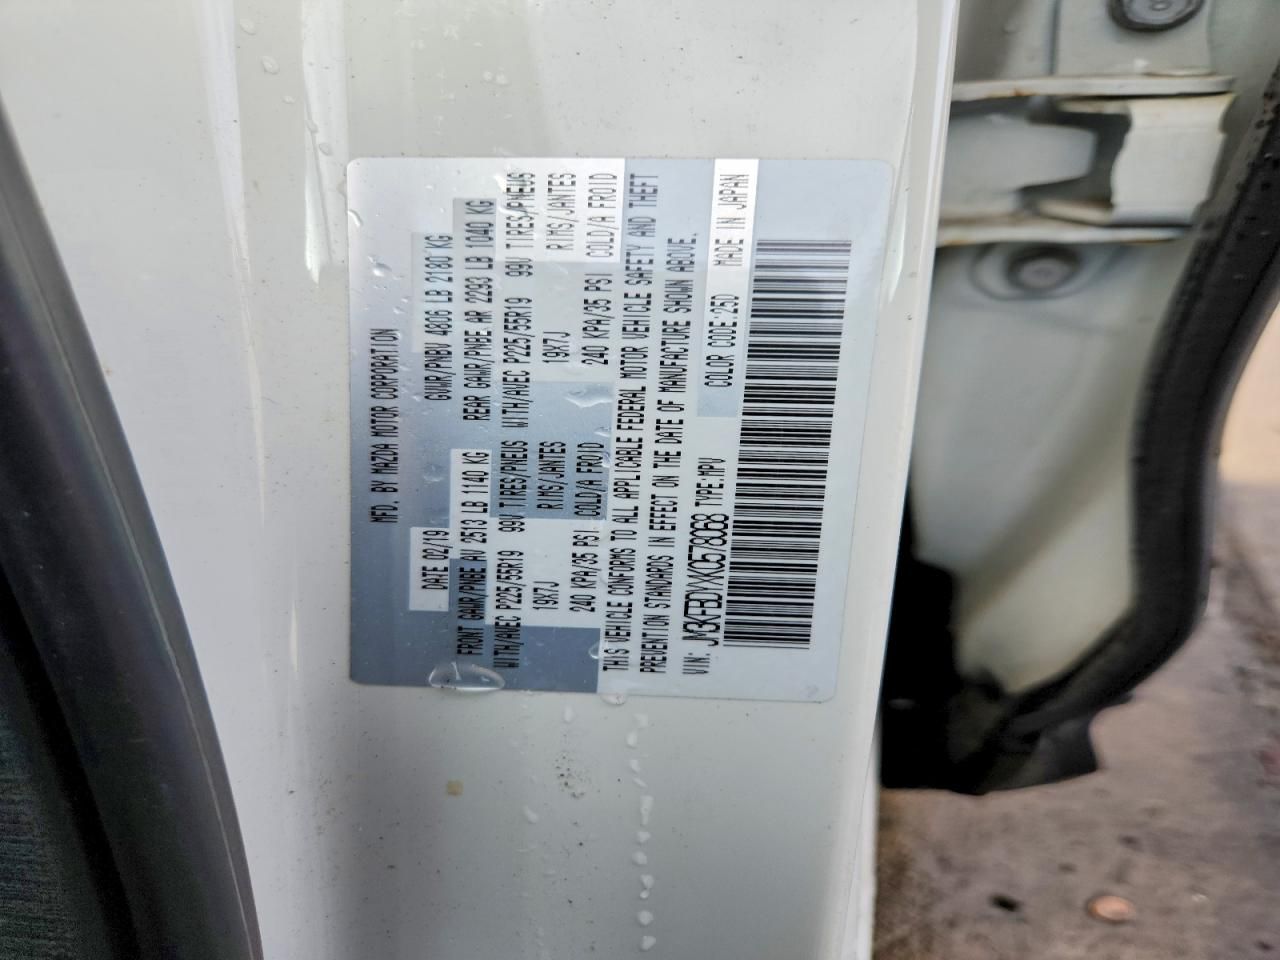 MFD. BY MAZDA MOTOR CORPORATION
DATE 02/19 GVWR/PNBV 4806 LB 2180 KG
FRONT GAWR/PNBE AV 2513 LB 1140 KG REAR GAWR/PNBE AR 2293 LB 1040 KG
WITH/AVEC P225/55R19 99V TIRES/PNEUS WITH/AVEC P225/55R19 99V TIRES/PNEUS
19X7J RIMS/JANTES 19X7J RIMS/JANTES
240 KPA/35 PSI COLD/A FROID 240 KPA/35 PSI COLD/A FROID
THIS VEHICLE CONFORMS TO ALL APPLICABLE FEDERAL MOTOR VEHICLE SAFETY AND THEFT
PREVENTION STANDARDS IN EFFECT ON THE DATE OF MANUFACTURE SHOWN ABOVE.
VIN: JM3KFBDYXK0578068 TYPE:MPV COLOR CODE:25D MADE IN JAPAN
8